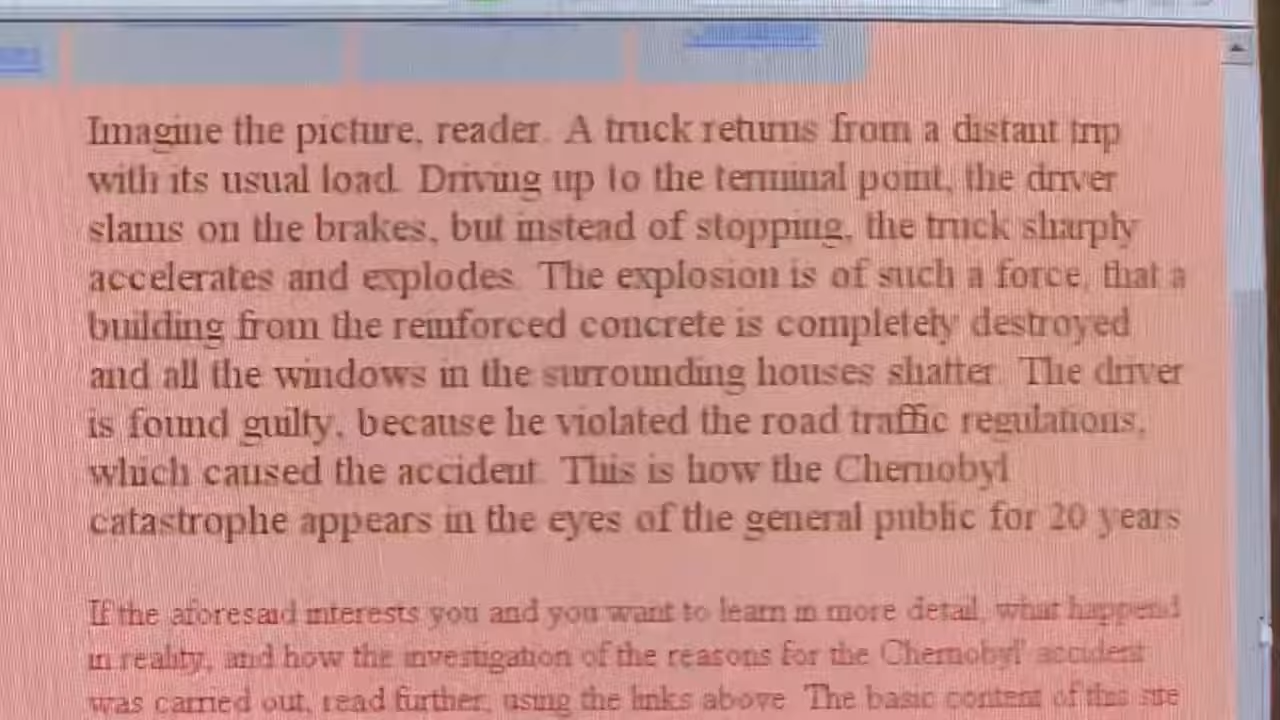 Imagine the picture, reader. A truck returns from a distant trip
with its usual load. Driving up to the terminal point, the driver
slams on the brakes, but instead of stopping, the truck sharply
accelerates and explodes. The explosion is of such a force, that a
building from the reinforced concrete is completely destroyed
and all the windows in the surrounding houses shatter. The driver
is found guilty, because he violated the road traffic regulations,
which caused the accident. This is how the Chernobyl
catastrophe appears in the eyes of the general public for 20 years
If the aforesaid interests you and you want to learn in more detail, what happend
in reality, and how the investigation of the reasons for the Chernobyl' accident
was carried out, read further, using the links above. The basic content of this site